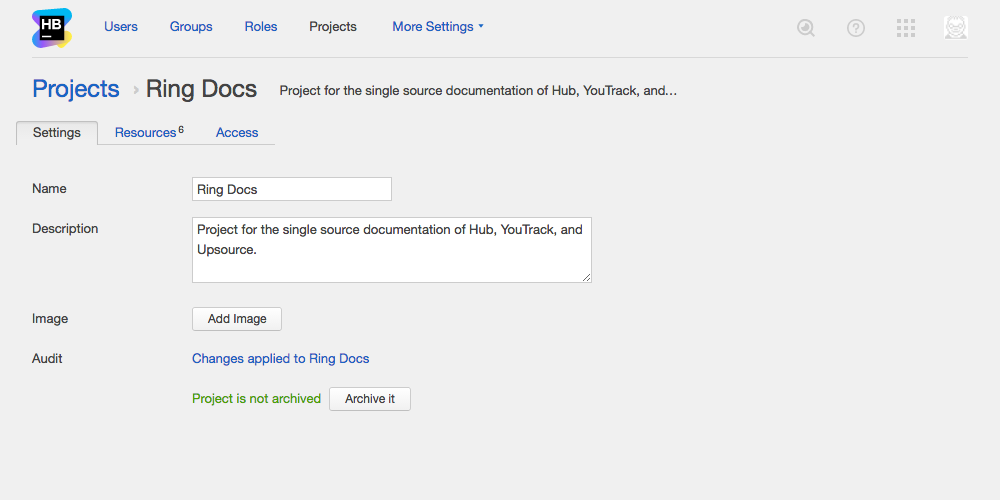 HB
Users Groups Roles Projects More Settings
Projects › Ring Docs Project for the single source documentation of Hub, YouTrack, and…
Settings Resources 6 Access
Name Ring Docs
Description Project for the single source documentation of Hub, YouTrack, and
Upsource.
Image Add Image
Audit Changes applied to Ring Docs
Project is not archived Archive it